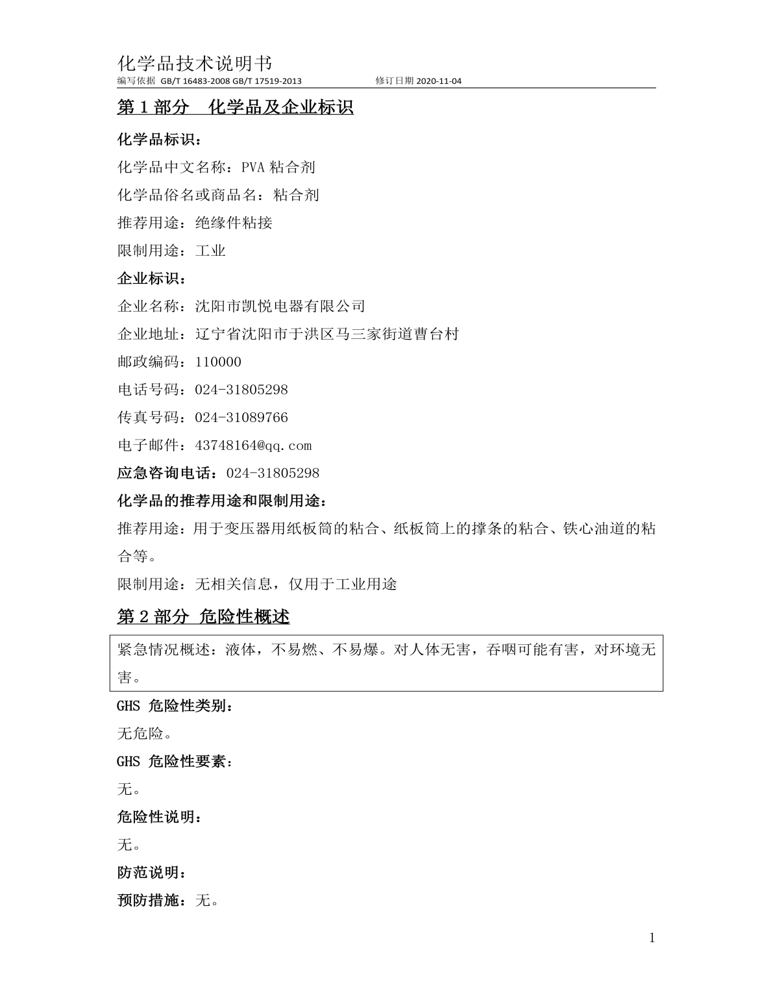 化学品技术说明书
编写依据 GB/T 16483-2008 GB/T 17519-2013 修订日期 2020-11-04
第 1 部分 化学品及企业标识
化学品标识：
化学品中文名称：PVA 粘合剂
化学品俗名或商品名：粘合剂
推荐用途：绝缘件粘接
限制用途：工业
企业标识：
企业名称：沈阳市凯悦电器有限公司
企业地址：辽宁省沈阳市于洪区马三家街道曹台村
邮政编码：110000
电话号码：024-31805298
传真号码：024-31089766
电子邮件：43748164@qq.com
应急咨询电话：024-31805298
化学品的推荐用途和限制用途：
推荐用途：用于变压器用纸板筒的粘合、纸板筒上的撑条的粘合、铁心油道的粘
合等。
限制用途：无相关信息，仅用于工业用途
第 2 部分 危险性概述
紧急情况概述：液体，不易燃、不易爆。对人体无害，吞咽可能有害，对环境无
害。
GHS 危险性类别：
无危险。
GHS 危险性要素：
无。
危险性说明：
无。
防范说明：
预防措施：无。
1